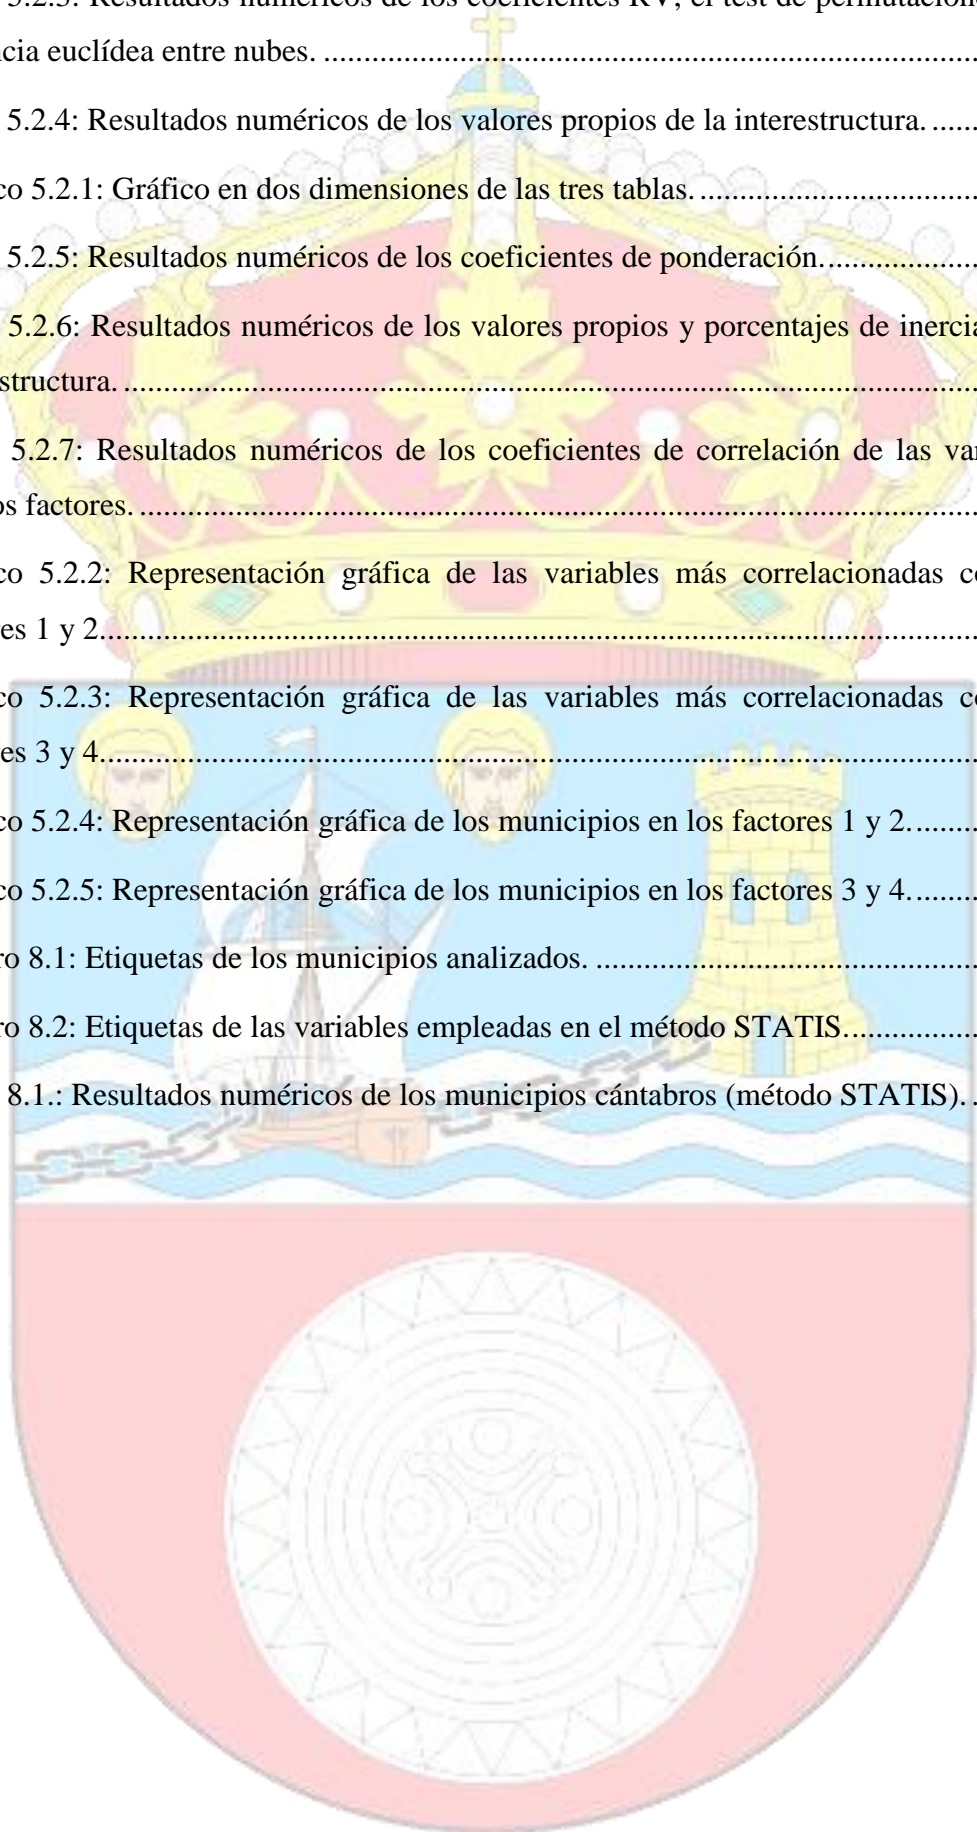 5.2.3: Resultados numéricos de los coeficientes RV, el test de permutacion
ncia euclídea entre nubes. ................................................................................
5.2.4: Resultados numéricos de los valores propios de la interestructura. ......
co 5.2.1: Gráfico en dos dimensiones de las tres tablas. ...................................
5.2.5: Resultados numéricos de los coeficientes de ponderación. ...................
5.2.6: Resultados numéricos de los valores propios y porcentajes de inercia
structura. .........................................................................................................
5.2.7: Resultados numéricos de los coeficientes de correlación de las var
os factores. .......................................................................................................
co 5.2.2: Representación gráfica de las variables más correlacionadas c
es 1 y 2. ...........................................................................................................
co 5.2.3: Representación gráfica de las variables más correlacionadas c
es 3 y 4. ...........................................................................................................
co 5.2.4: Representación gráfica de los municipios en los factores 1 y 2. ........
co 5.2.5: Representación gráfica de los municipios en los factores 3 y 4. ........
ro 8.1: Etiquetas de los municipios analizados. ................................................
ro 8.2: Etiquetas de las variables empleadas en el método STATIS. ................
8.1.: Resultados numéricos de los municipios cántabros (método STATIS). .